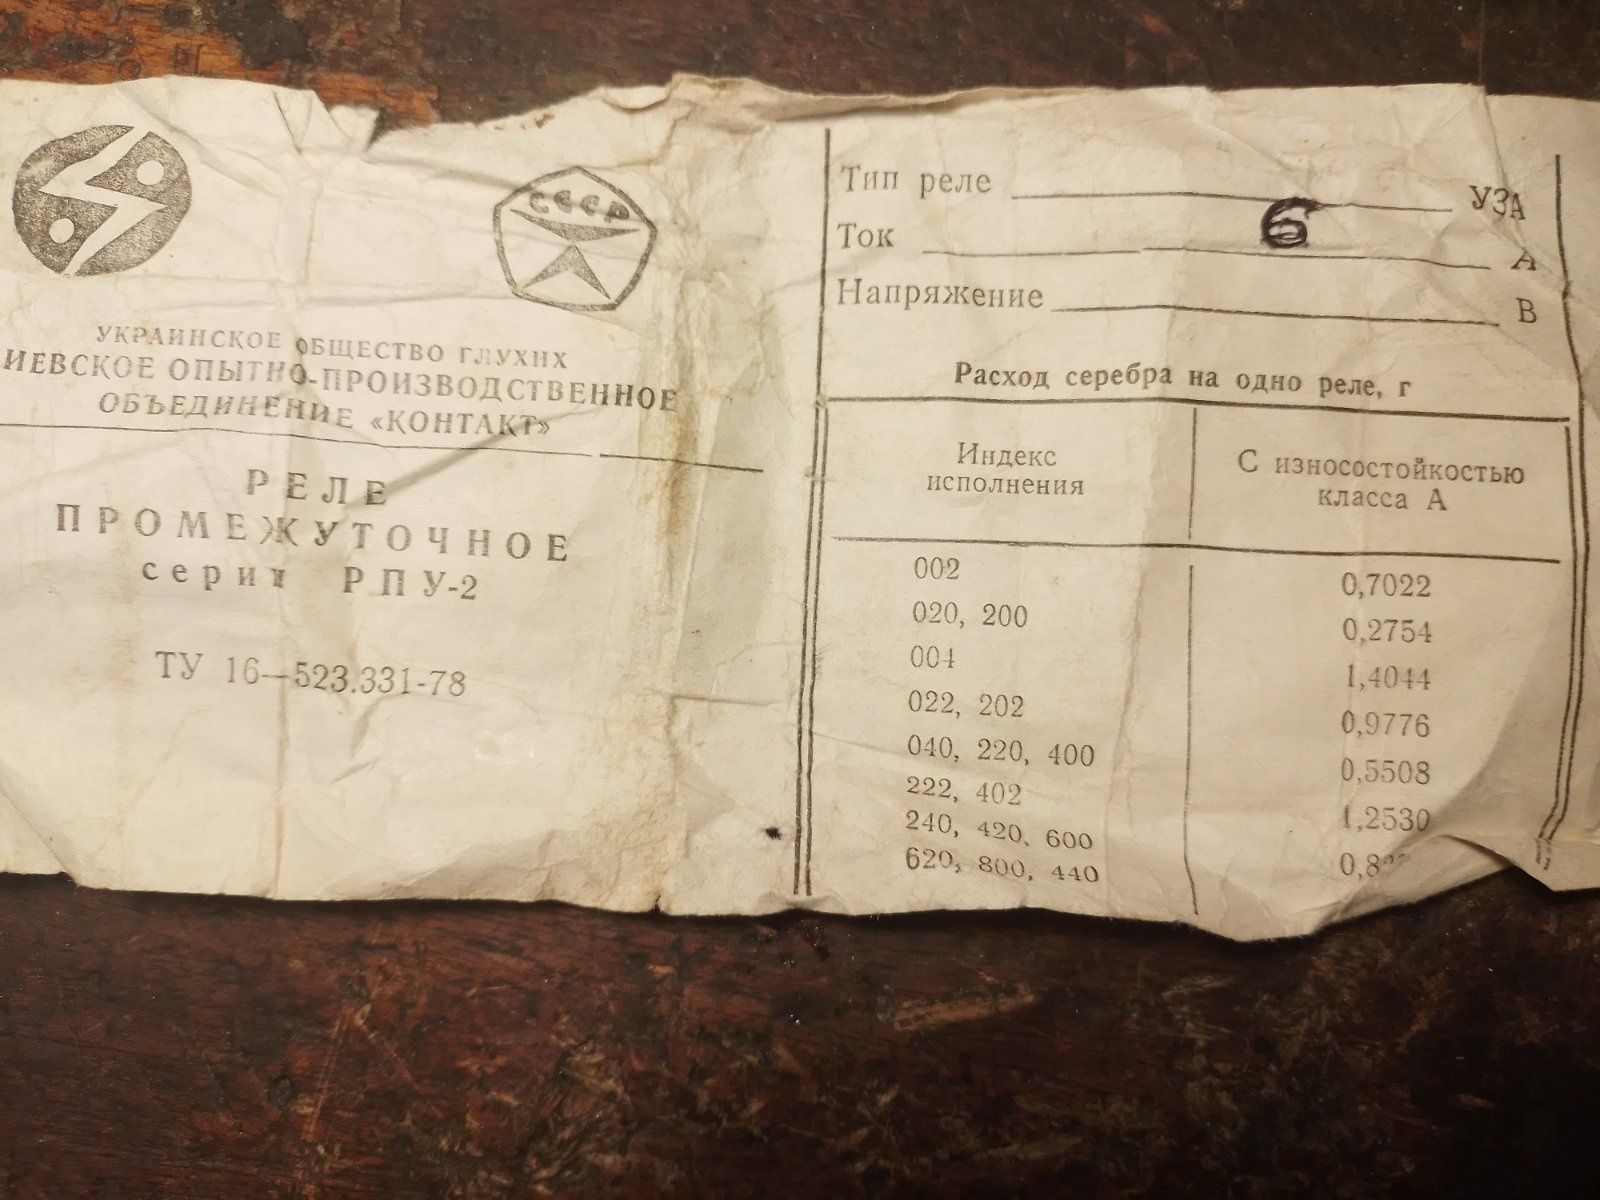 СССР
УКРАИНСКОЕ ОБЩЕСТВО ГЛУХИХ
ИЕВСКОЕ ОПЫТНО-ПРОИЗВОДСТВЕННОЕ
ОБЪЕДИНЕНИЕ «КОНТАКТ»
РЕЛЕ
ПРОМЕЖУТОЧНОЕ
серии РПУ-2
ТУ 16—523.331-78
Тип реле УЗА
Ток 6 А
Напряжение В
Расход серебра на одно реле, г
Индекс исполнения
С износостойкостью класса А
002 0,7022
020, 200 0,2754
004 1,4044
022, 202 0,9776
040, 220, 400 0,5508
222, 402 1,2530
240, 420, 600
620, 800, 440